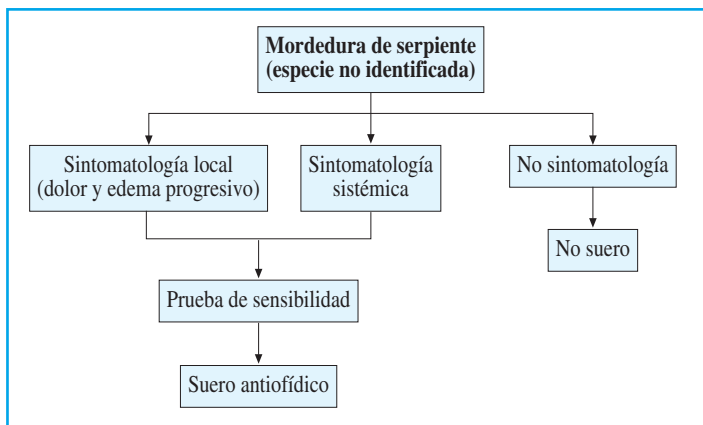 Mordedura de serpiente
(especie no identificada)
Sintomatología local
(dolor y edema progresivo)
Sintomatología
sistémica
No sintomatología
No suero
Prueba de sensibilidad
Suero antiofídico